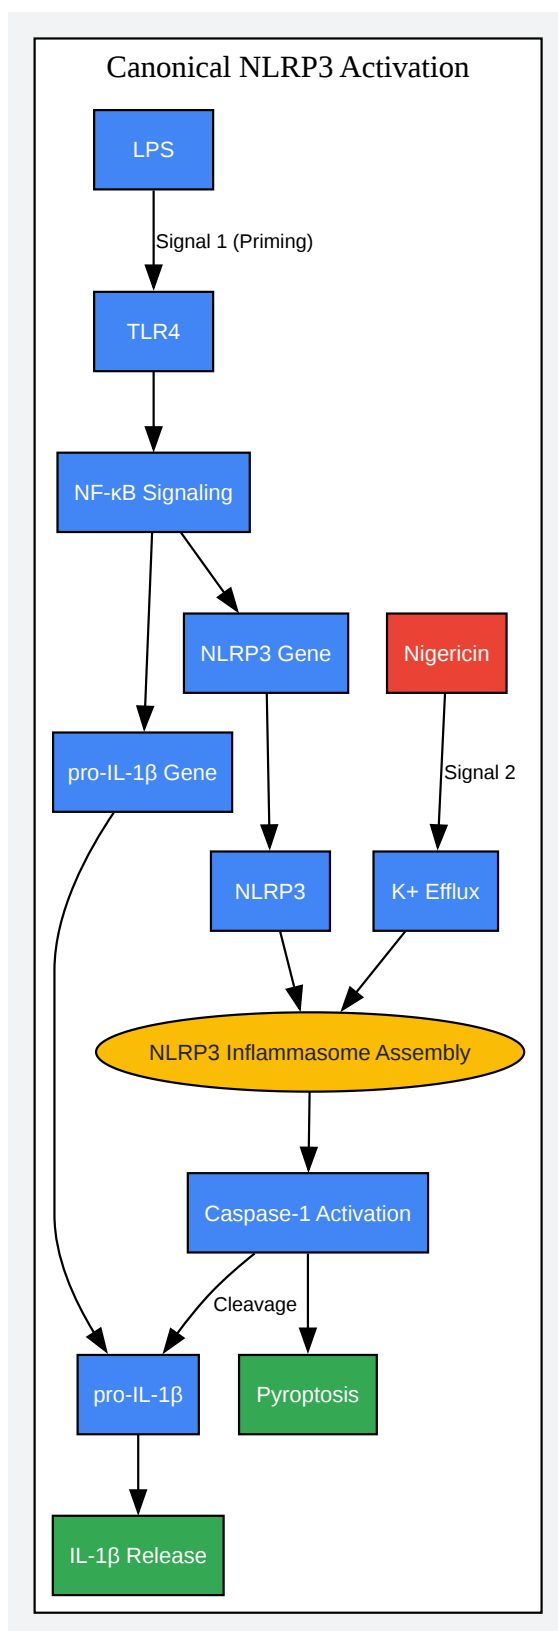 Canonical NLRP3 Activation
LPS
Signal 1 (Priming)
TLR4
NF-κB Signaling
NLRP3 Gene
Nigericin
pro-IL-1β Gene
Signal 2
NLRP3
K+ Efflux
NLRP3 Inflammasome Assembly
Caspase-1 Activation
Cleavage
pro-IL-1β
Pyroptosis
IL-1β Release